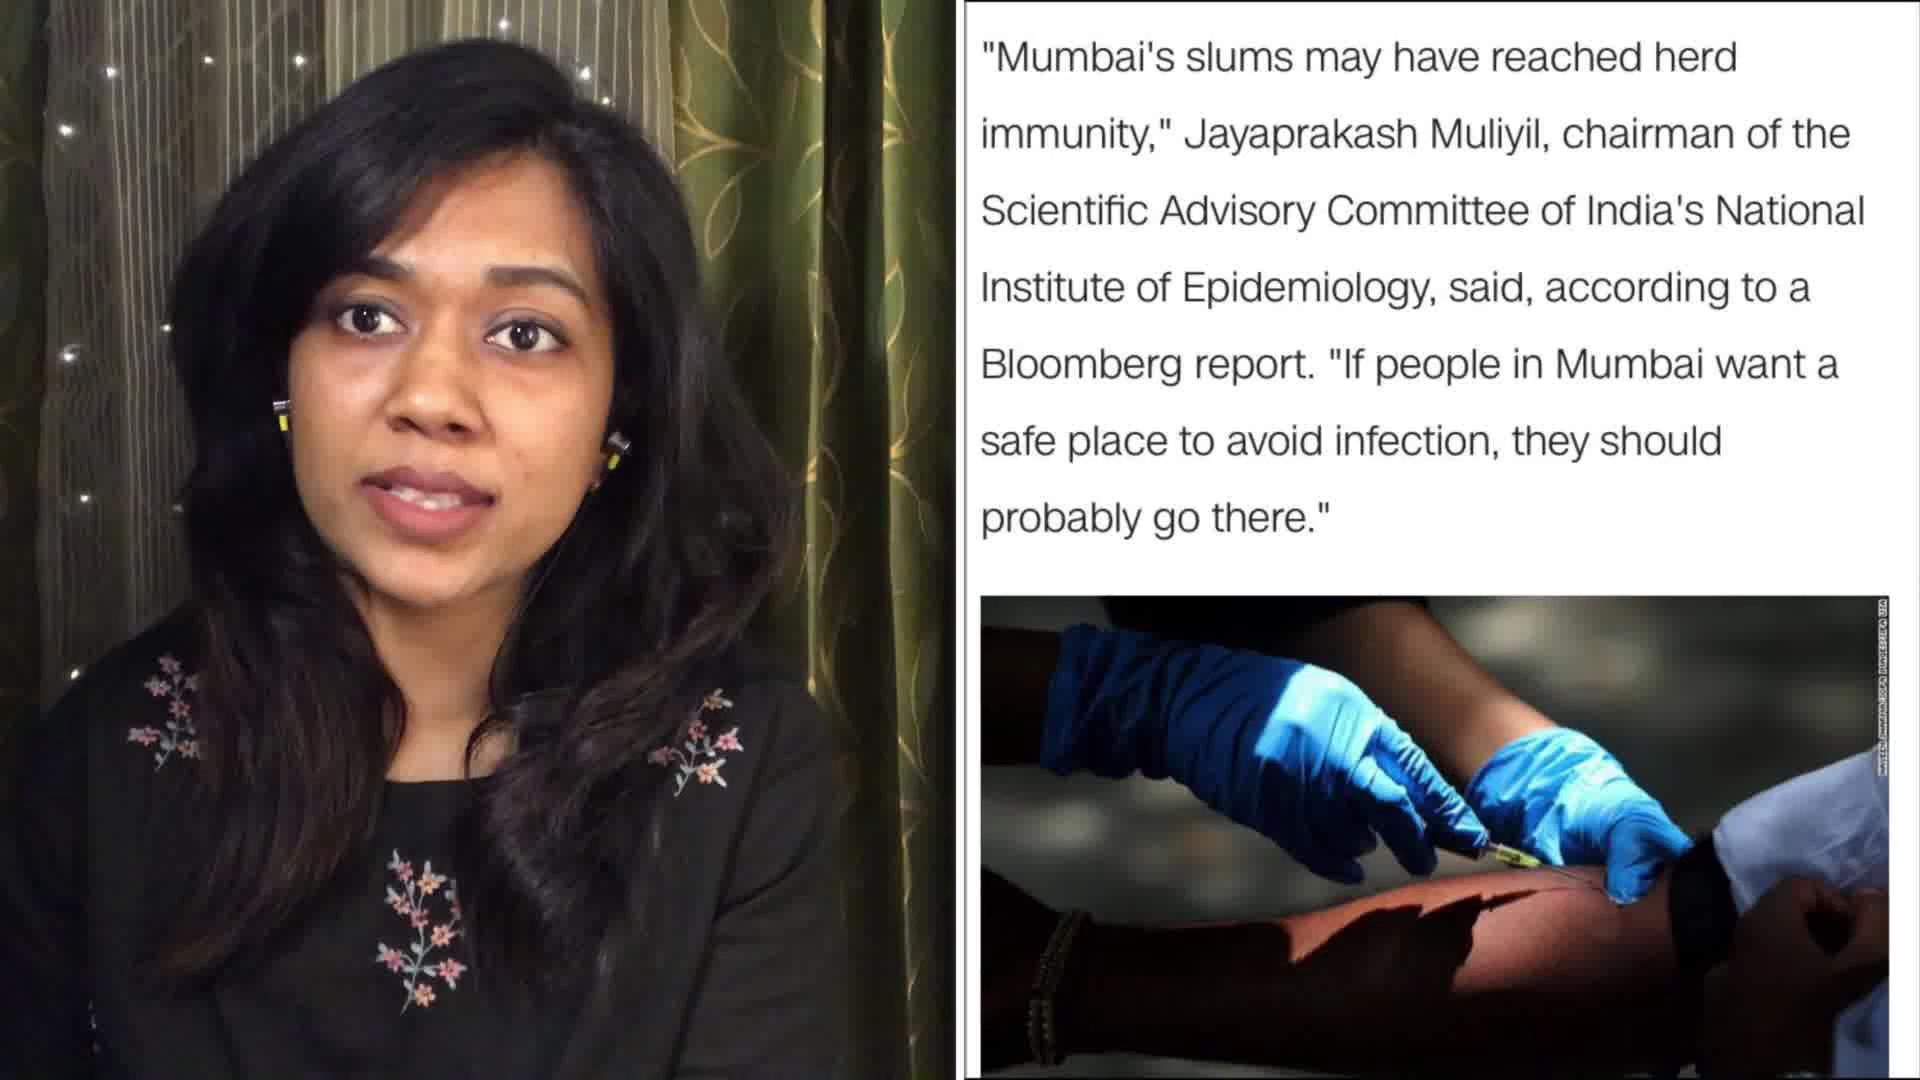 "Mumbai's slums may have reached herd
immunity," Jayaprakash Muliyil, chairman of the
Scientific Advisory Committee of India's National
Institute of Epidemiology, said, according to a
Bloomberg report. "If people in Mumbai want a
safe place to avoid infection, they should
probably go there."